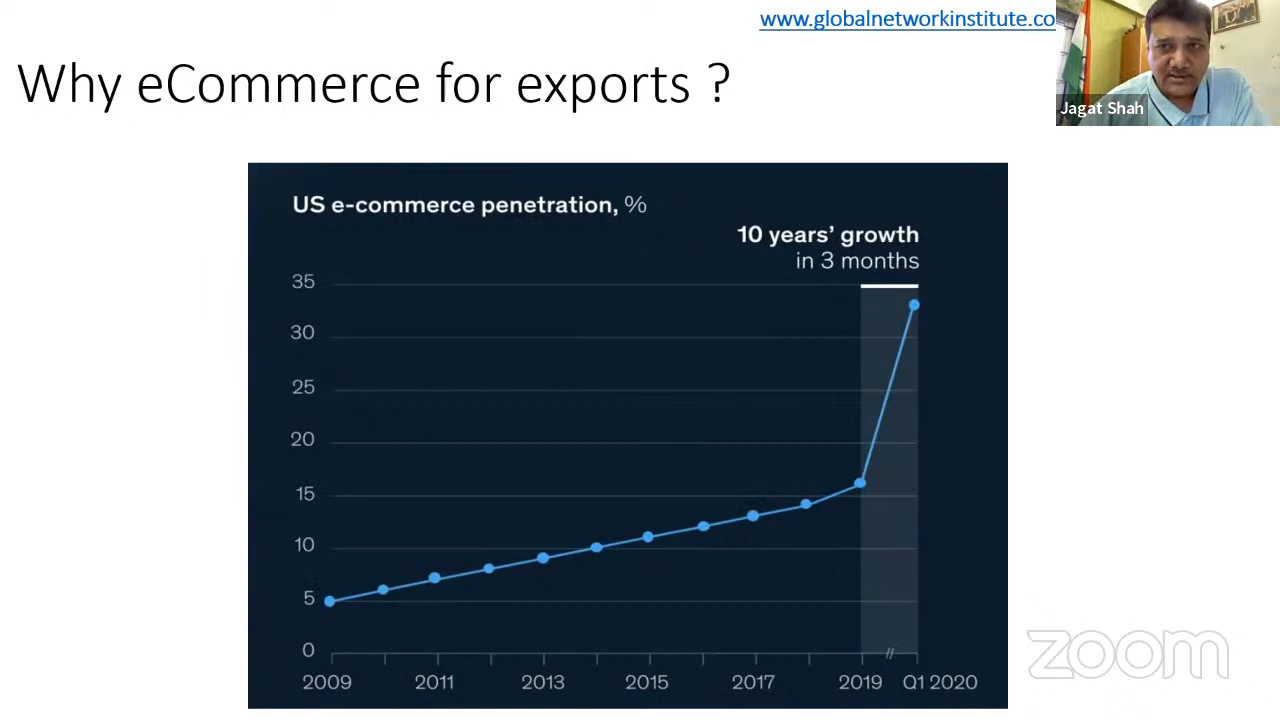 www.globalnetworkinstitute.co
Why eCommerce for exports ?
Jagat Shah
US e-commerce penetration, %
10 years’ growth
in 3 months
35
30
25
20
15
10
5
0
2009 2011 2013 2015 2017 2019 Q1 2020
zoom